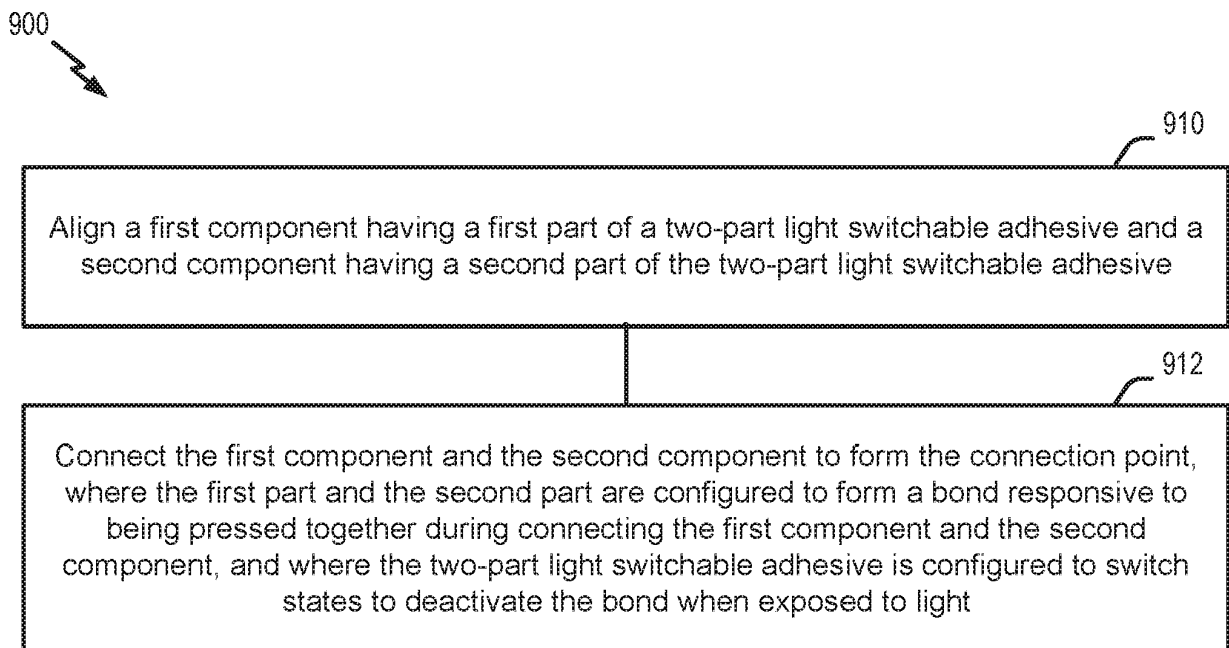 900
910
Align a first component having a first part of a two-part light switchable adhesive and a
second component having a second part of the two-part light switchable adhesive
912
Connect the first component and the second component to form the connection point,
where the first part and the second part are configured to form a bond responsive to
being pressed together during connecting the first component and the second
component, and where the two-part light switchable adhesive is configured to switch
states to deactivate the bond when exposed to light